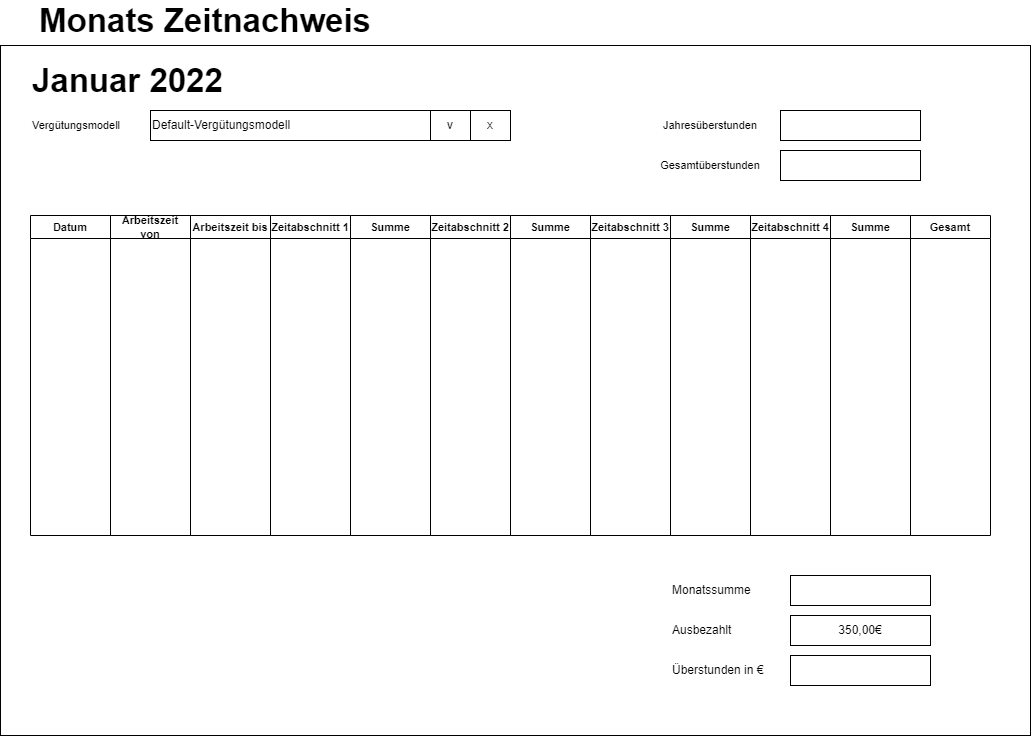 Monats Zeitnachweis
Januar 2022
Vergütungsmodell Default-Vergütungsmodell v x Jahresüberstunden
Gesamtüberstunden
Datum Arbeitszeit von Arbeitszeit bis Zeitabschnitt 1 Summe Zeitabschnitt 2 Summe Zeitabschnitt 3 Summe Zeitabschnitt 4 Summe Gesamt
Monatssumme
Ausbezahlt 350,00€
Überstunden in €